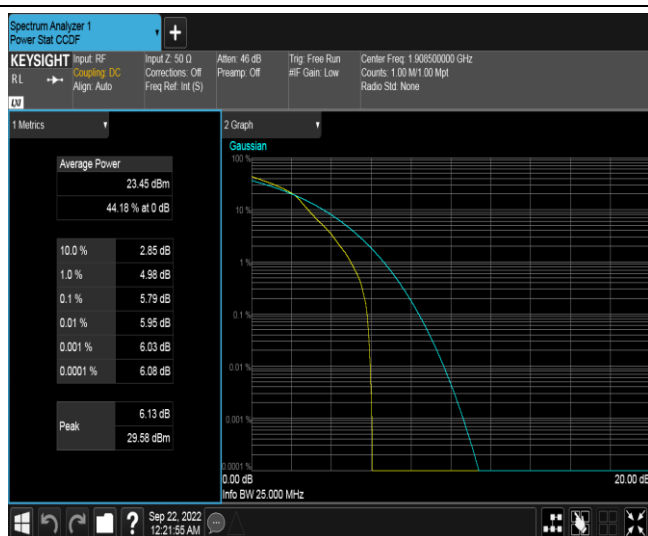 Spectrum Analyzer 1
Power Stat CCDF
+
KEYSIGHT
RL
LXI
Input: RF
Coupling: DC
Align: Auto
Input Z: 50 Ω
Corrections: Off
Freq Ref: Int (S)
Atten: 46 dB
Preamp: Off
Trig: Free Run
#IF Gain: Low
Center Freq: 1.908500000 GHz
Counts: 1.00 M/1.00 Mpt
Radio Std: None
1 Metrics
Average Power
23.45 dBm
44.18 % at 0 dB
10.0 % 2.85 dB
1.0 % 4.98 dB
0.1 % 5.79 dB
0.01 % 5.95 dB
0.001 % 6.03 dB
0.0001 % 6.08 dB
Peak
6.13 dB
29.58 dBm
2 Graph
Gaussian
100 %
10 %
1 %
0.1 %
0.01 %
0.001 %
0.0001 %
0.00 dB 20.00 dB
Info BW 25.000 MHz
?
Sep 22, 2022
12:21:55 AM